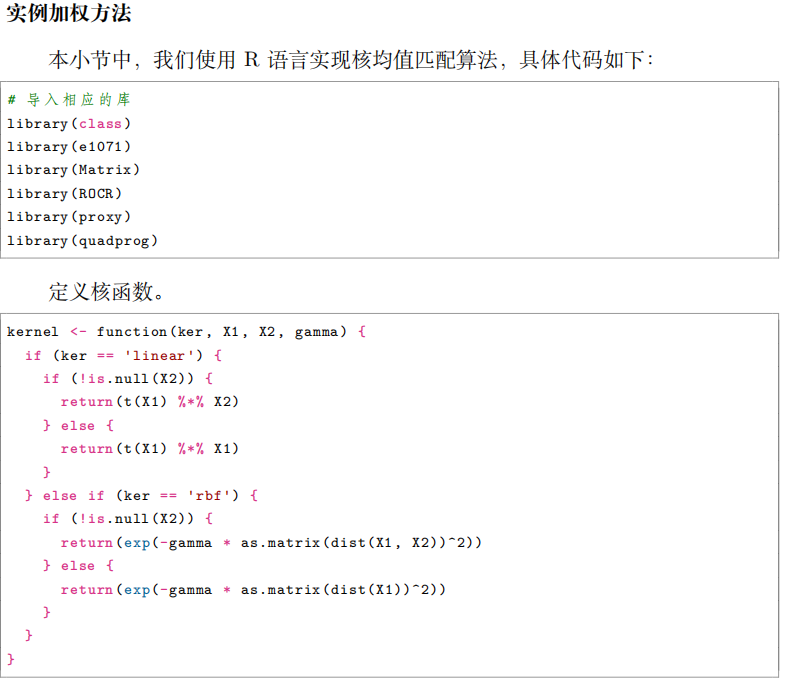 实例加权方法
本小节中，我们使用 R 语言实现核均值匹配算法，具体代码如下：
# 导入相应的库
library(class)
library(e1071)
library(Matrix)
library(ROCR)
library(proxy)
library(quadprog)
定义核函数。
kernel <- function(ker, X1, X2, gamma) {
  if (ker == 'linear') {
    if (!is.null(X2)) {
      return(t(X1) %*% X2)
    } else {
      return(t(X1) %*% X1)
    }
  } else if (ker == 'rbf') {
    if (!is.null(X2)) {
      return(exp(-gamma * as.matrix(dist(X1, X2))^2))
    } else {
      return(exp(-gamma * as.matrix(dist(X1))^2))
    }
  }
}